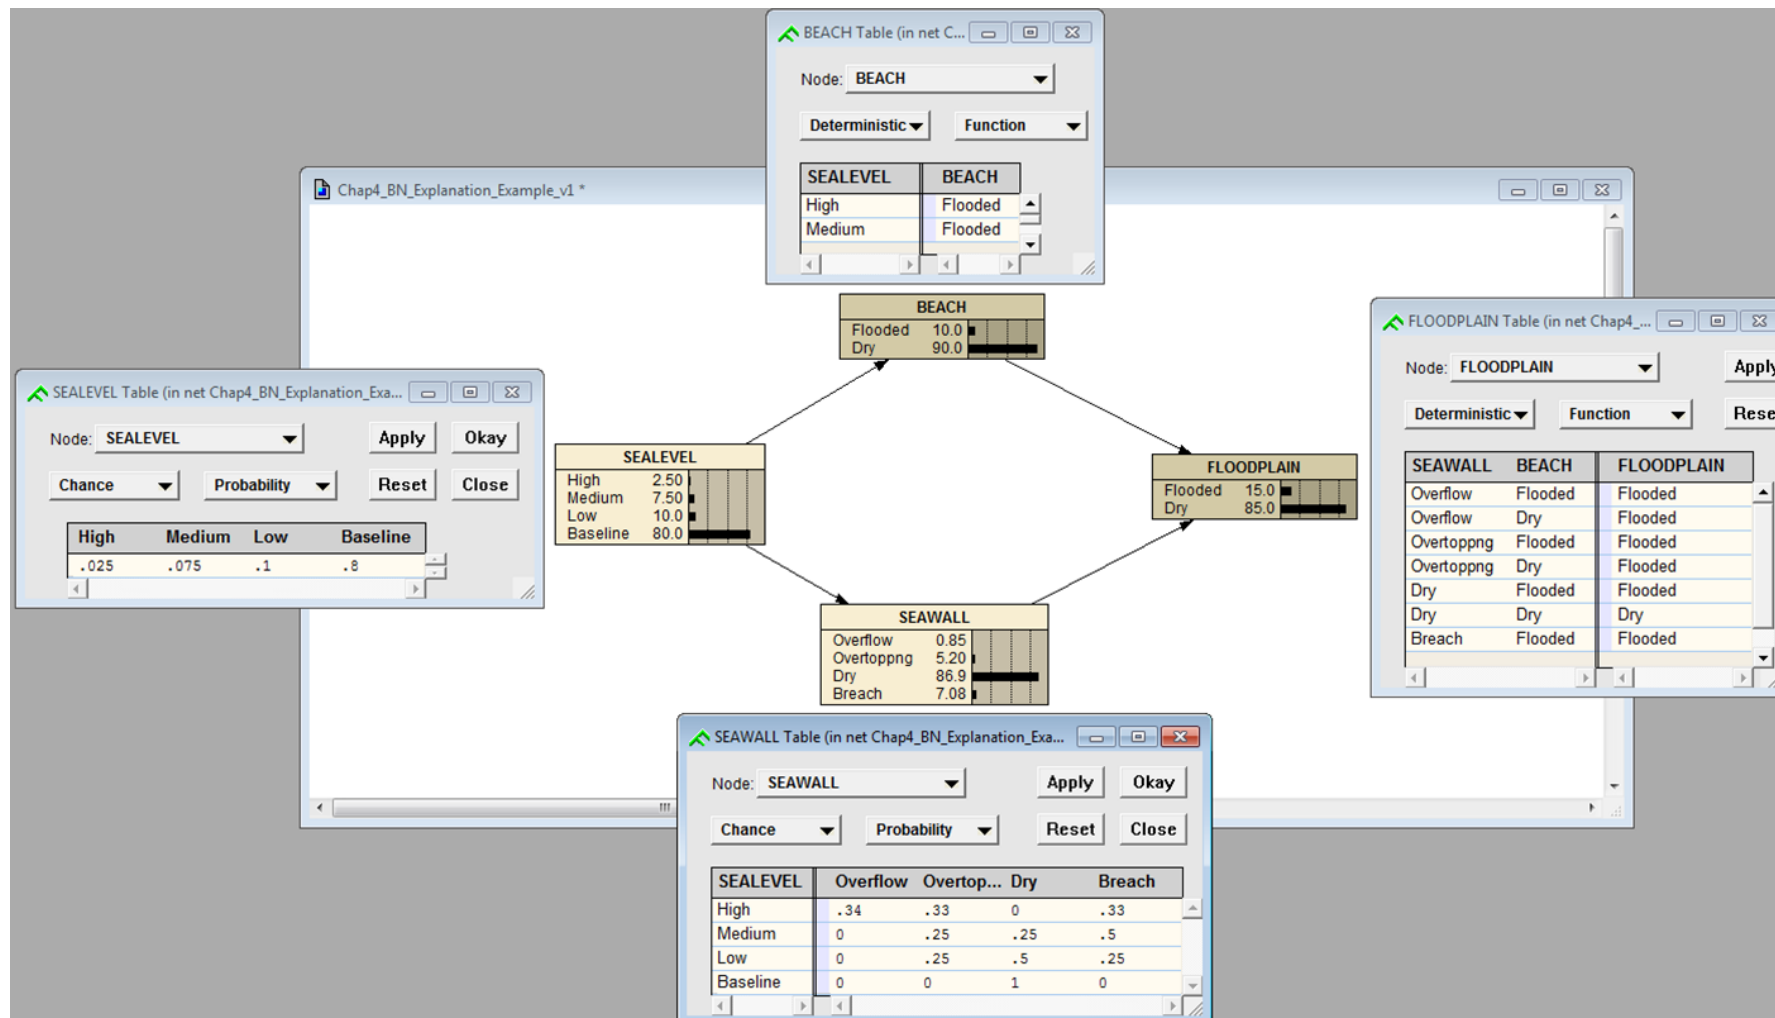 BEACH Table (in net C...
Node: BEACH
Deterministic Function
SEALEVEL BEACH
High Flooded
Medium Flooded
Chap4_BN_Explanation_Example_v1 *
BEACH
Flooded 10.0
Dry 90.0
FLOODPLAIN Table (in net Chap4_...
Node: FLOODPLAIN Apply
Deterministic Function Rese
SEAWALL BEACH FLOODPLAIN
Overflow Flooded Flooded
Overflow Dry Flooded
Overtoppng Flooded Flooded
Overtoppng Dry Flooded
Dry Flooded Flooded
Dry Dry Dry
Breach Flooded Flooded
SEALEVEL Table (in net Chap4_BN_Explanation_Exa...
Node: SEALEVEL Apply Okay
Chance Probability Reset Close
High Medium Low Baseline
.025 .075 .1 .8
SEALEVEL
High 2.50
Medium 7.50
Low 10.0
Baseline 80.0
FLOODPLAIN
Flooded 15.0
Dry 85.0
SEAWALL
Overflow 0.85
Overtoppng 5.20
Dry 86.9
Breach 7.08
SEAWALL Table (in net Chap4_BN_Explanation_Exa...
Node: SEAWALL Apply Okay
Chance Probability Reset Close
SEALEVEL Overflow Overtop... Dry Breach
High .34 .33 0 .33
Medium 0 .25 .25 .5
Low 0 .25 .5 .25
Baseline 0 0 1 0